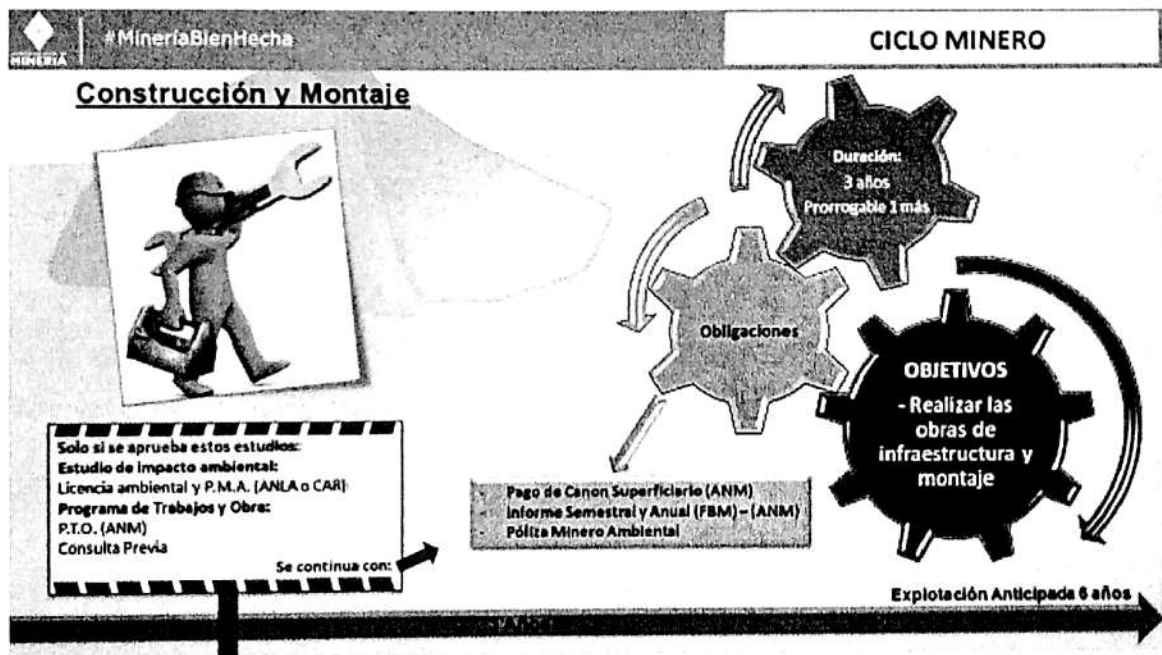 MINERÍA
#MineríaBienHecha
CICLO MINERO
Construcción y Montaje
Duración:
3 años
Prorrogable 1 más
Obligaciones
OBJETIVOS
- Realizar las
obras de
infraestructura y
montaje
Solo si se aprueba estos estudios:
Estudio de impacto ambiental:
Licencia ambiental y P.M.A. (ANLA o CAR)
Programa de Trabajos y Obra:
P.T.O. (ANM)
Consulta Previa
Se continua con:
- Pago de Canon Superficiario (ANM)
- Informe Semestral y Anual (FBM) – (ANM)
- Póliza Minero Ambiental
Explotación Anticipada 6 años